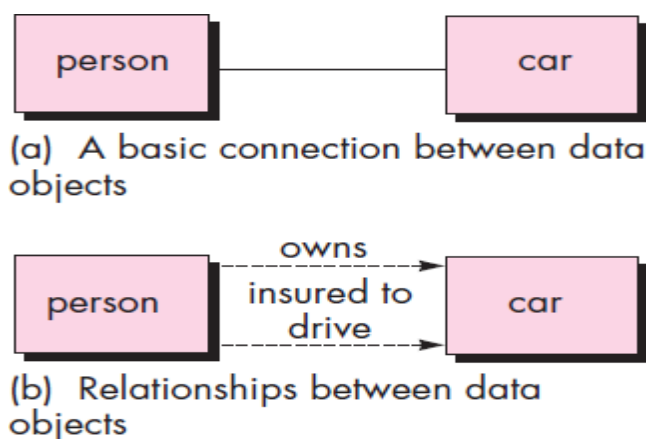 person
car
(a) A basic connection between data
objects
owns
person
insured to
drive
car
(b) Relationships between data
objects